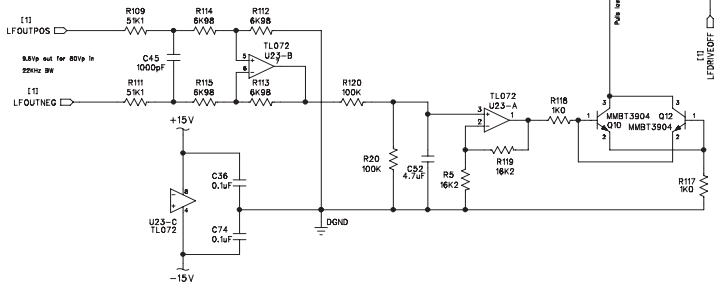 [1]
LFOUTPOS
R109
51K1
R114
6K98
R112
6K98
9.5Vp out for 80Vp in
22KHz BW
C45
1000pF
TL072
U23-B
5
6
7
[1]
LFOUTNEG
R111
51K1
R115
6K98
R113
6K98
R120
100K
+15V
TL072
U23-A
3
2
1
R118
1K0
R119
16K2
R20
100K
C52
4.7uF
R5
16K2
1
3
2
MMBT3904
Q10
Q12
MMBT3904
3
1
2
R117
1K0
[1]
LFDRIVEOFF
C36
0.1uF
8
4
U23-C
TL072
C74
0.1uF
DGND
-15V